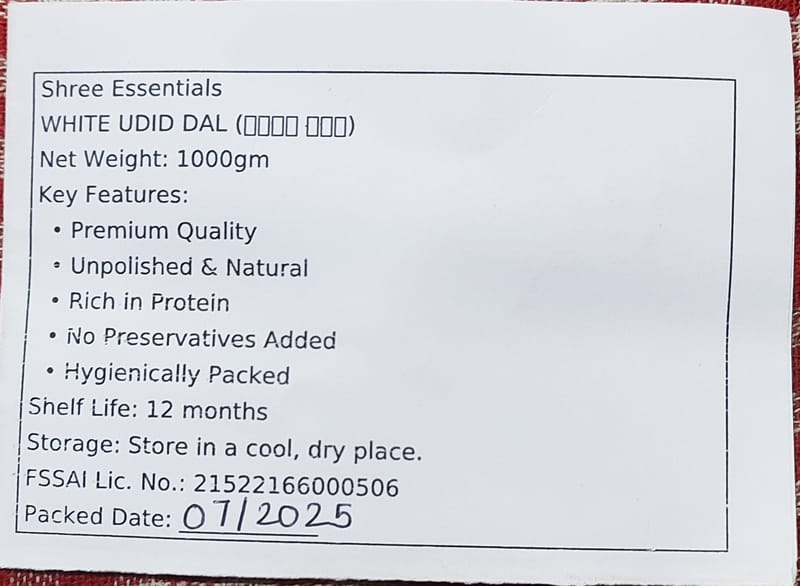 Shree Essentials
WHITE UDID DAL (▯▯▯▯ ▯▯▯)
Net Weight: 1000gm
Key Features:
• Premium Quality
• Unpolished & Natural
• Rich in Protein
• No Preservatives Added
• Hygienically Packed
Shelf Life: 12 months
Storage: Store in a cool, dry place.
FSSAI Lic. No.: 21522166000506
Packed Date: 07/2025